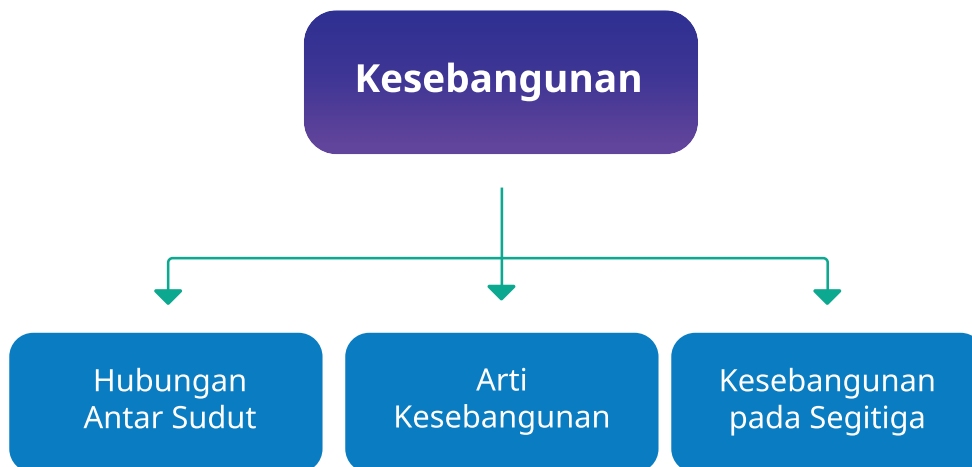 Kesebangunan
Hubungan
Antar Sudut
Arti
Kesebangunan
Kesebangunan
pada Segitiga